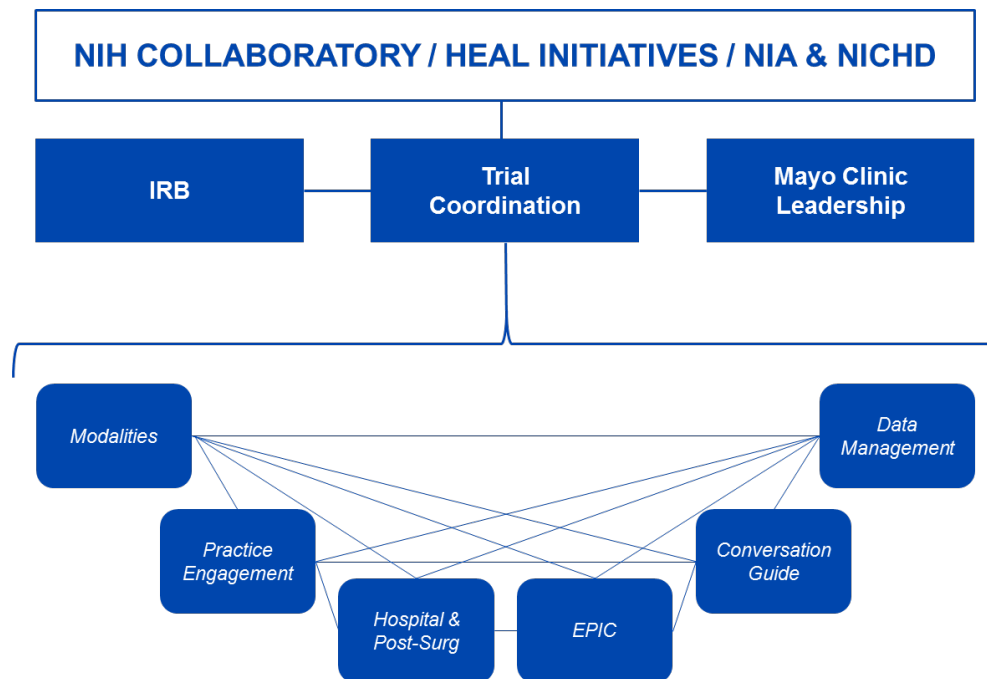 NIH COLLABORATORY / HEAL INITIATIVES / NIA & NICHD
IRB
Trial
Coordination
Mayo Clinic
Leadership
Modalities
Data
Management
Practice
Engagement
Conversation
Guide
Hospital &
Post-Surg
EPIC